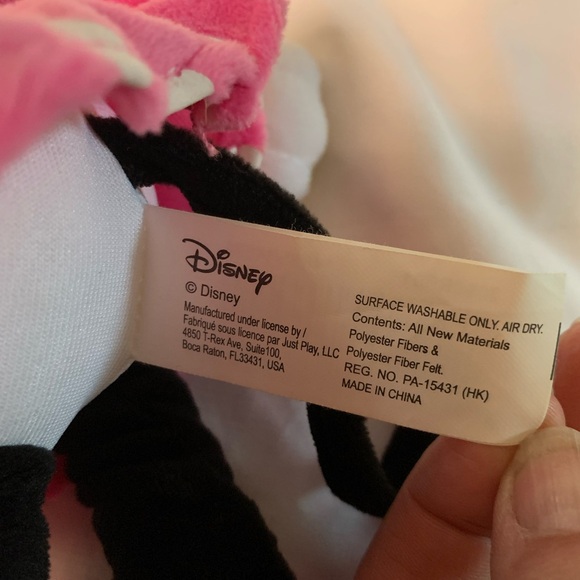 Disney
© Disney
Manufactured under license by /
Fabriqué sous licence par Just Play, LLC
4850 T-Rex Ave, Suite100,
Boca Raton, FL33431, USA
SURFACE WASHABLE ONLY. AIR DRY.
Contents: All New Materials
Polyester Fibers &
Polyester Fiber Felt.
REG. NO. PA-15431 (HK)
MADE IN CHINA